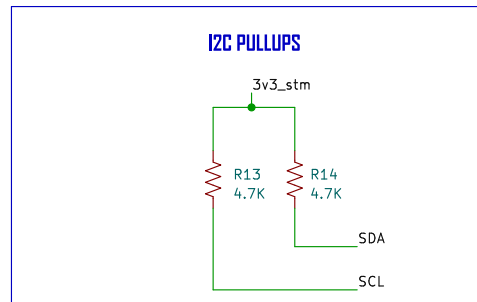 I2C PULLUPS
3v3_stm
R13
4.7K
R14
4.7K
SDA
SCL